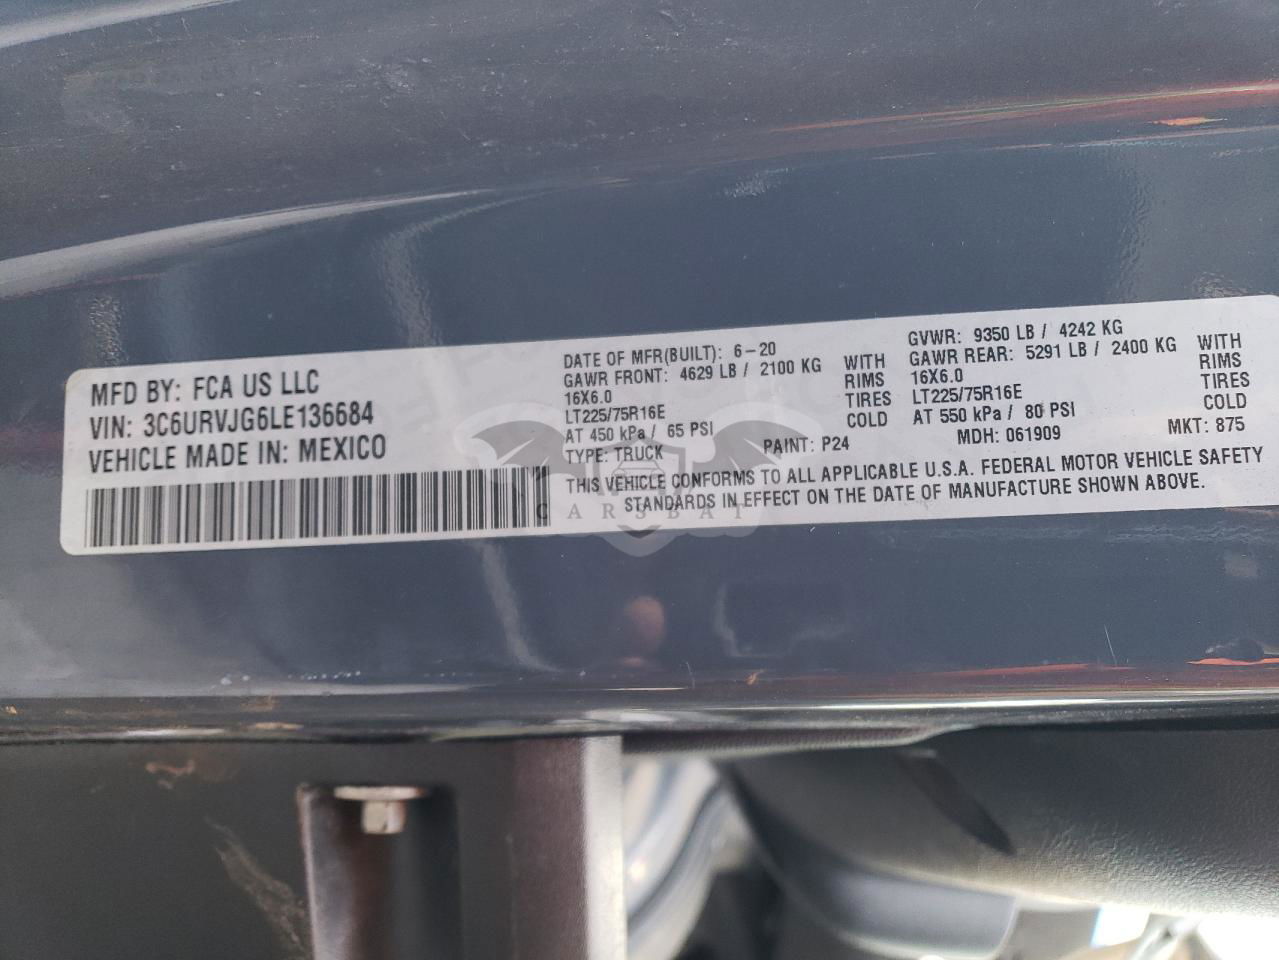 MFD BY: FCA US LLC
VIN: 3C6URVJG6LE136684
VEHICLE MADE IN: MEXICO
DATE OF MFR(BUILT): 6-20
GAWR FRONT: 4629 LB / 2100 KG WITH
16X6.0 RIMS
LT225/75R16E TIRES
AT 450 kPa / 65 PSI COLD
TYPE: TRUCK PAINT: P24
GVWR: 9350 LB / 4242 KG
GAWR REAR: 5291 LB / 2400 KG WITH
16X6.0 RIMS
LT225/75R16E TIRES
AT 550 kPa / 80 PSI COLD
MDH: 061909 MKT: 875
THIS VEHICLE CONFORMS TO ALL APPLICABLE U.S.A. FEDERAL MOTOR VEHICLE SAFETY
STANDARDS IN EFFECT ON THE DATE OF MANUFACTURE SHOWN ABOVE.
CARSBAT